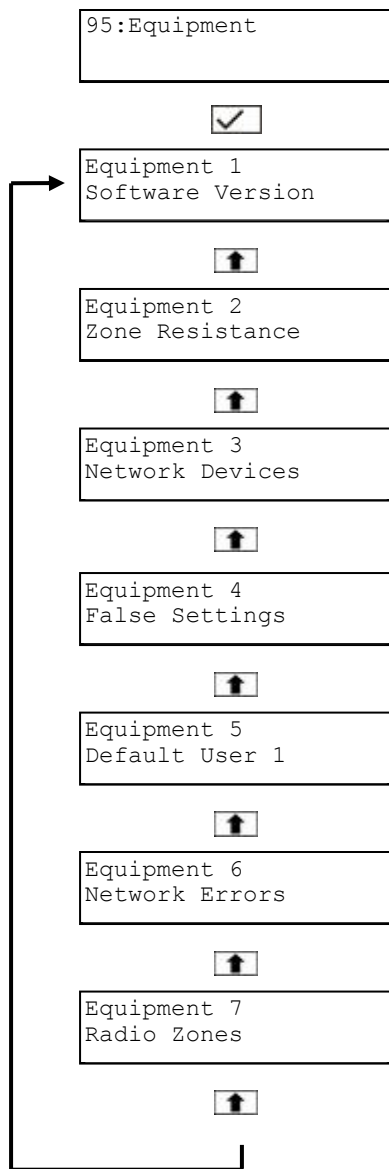 95:Equipment
Equipment 1
Software Version
Equipment 2
Zone Resistance
Equipment 3
Network Devices
Equipment 4
False Settings
Equipment 5
Default User 1
Equipment 6
Network Errors
Equipment 7
Radio Zones